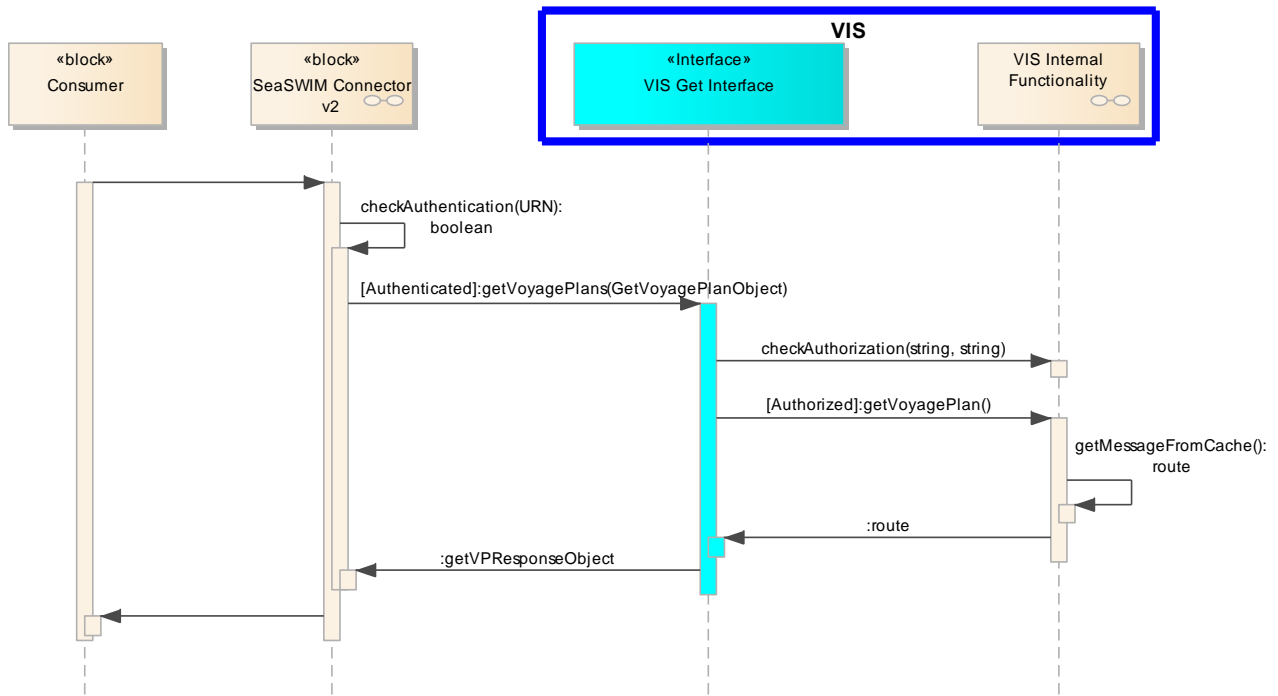 VIS
«block»
Consumer
«block»
SeaSWIM Connector
v2
«Interface»
VIS Get Interface
VIS Internal
Functionality
checkAuthentication(URN):
boolean
[Authenticated]:getVoyagePlans(GetVoyagePlanObject)
checkAuthorization(string, string)
[Authorized]:getVoyagePlan()
getMessageFromCache():
route
:route
:getVPResponseObject